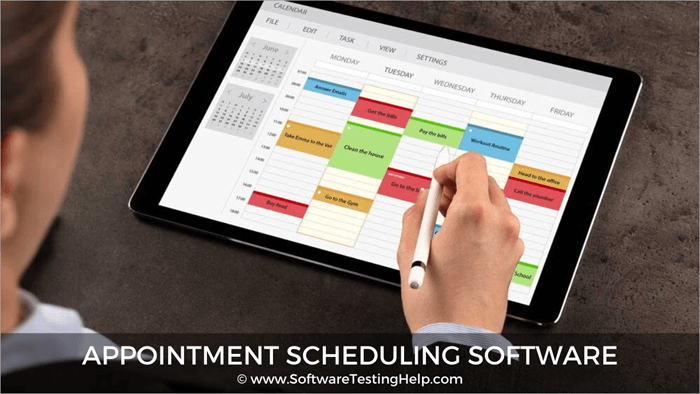 CALENDAR
FILE EDIT TASK VIEW SETTINGS
June
July
MONDAY TUESDAY WEDNESDAY THURSDAY FRIDAY
Answer Emails
Get the bills
Pay the bills
Workout Routine
Take Emma to the Vet
Clean the house
Head to the office
Call the plumber
Go to the
Buy food
Go to the Gym
School
APPOINTMENT SCHEDULING SOFTWARE
© www.SoftwareTestingHelp.com